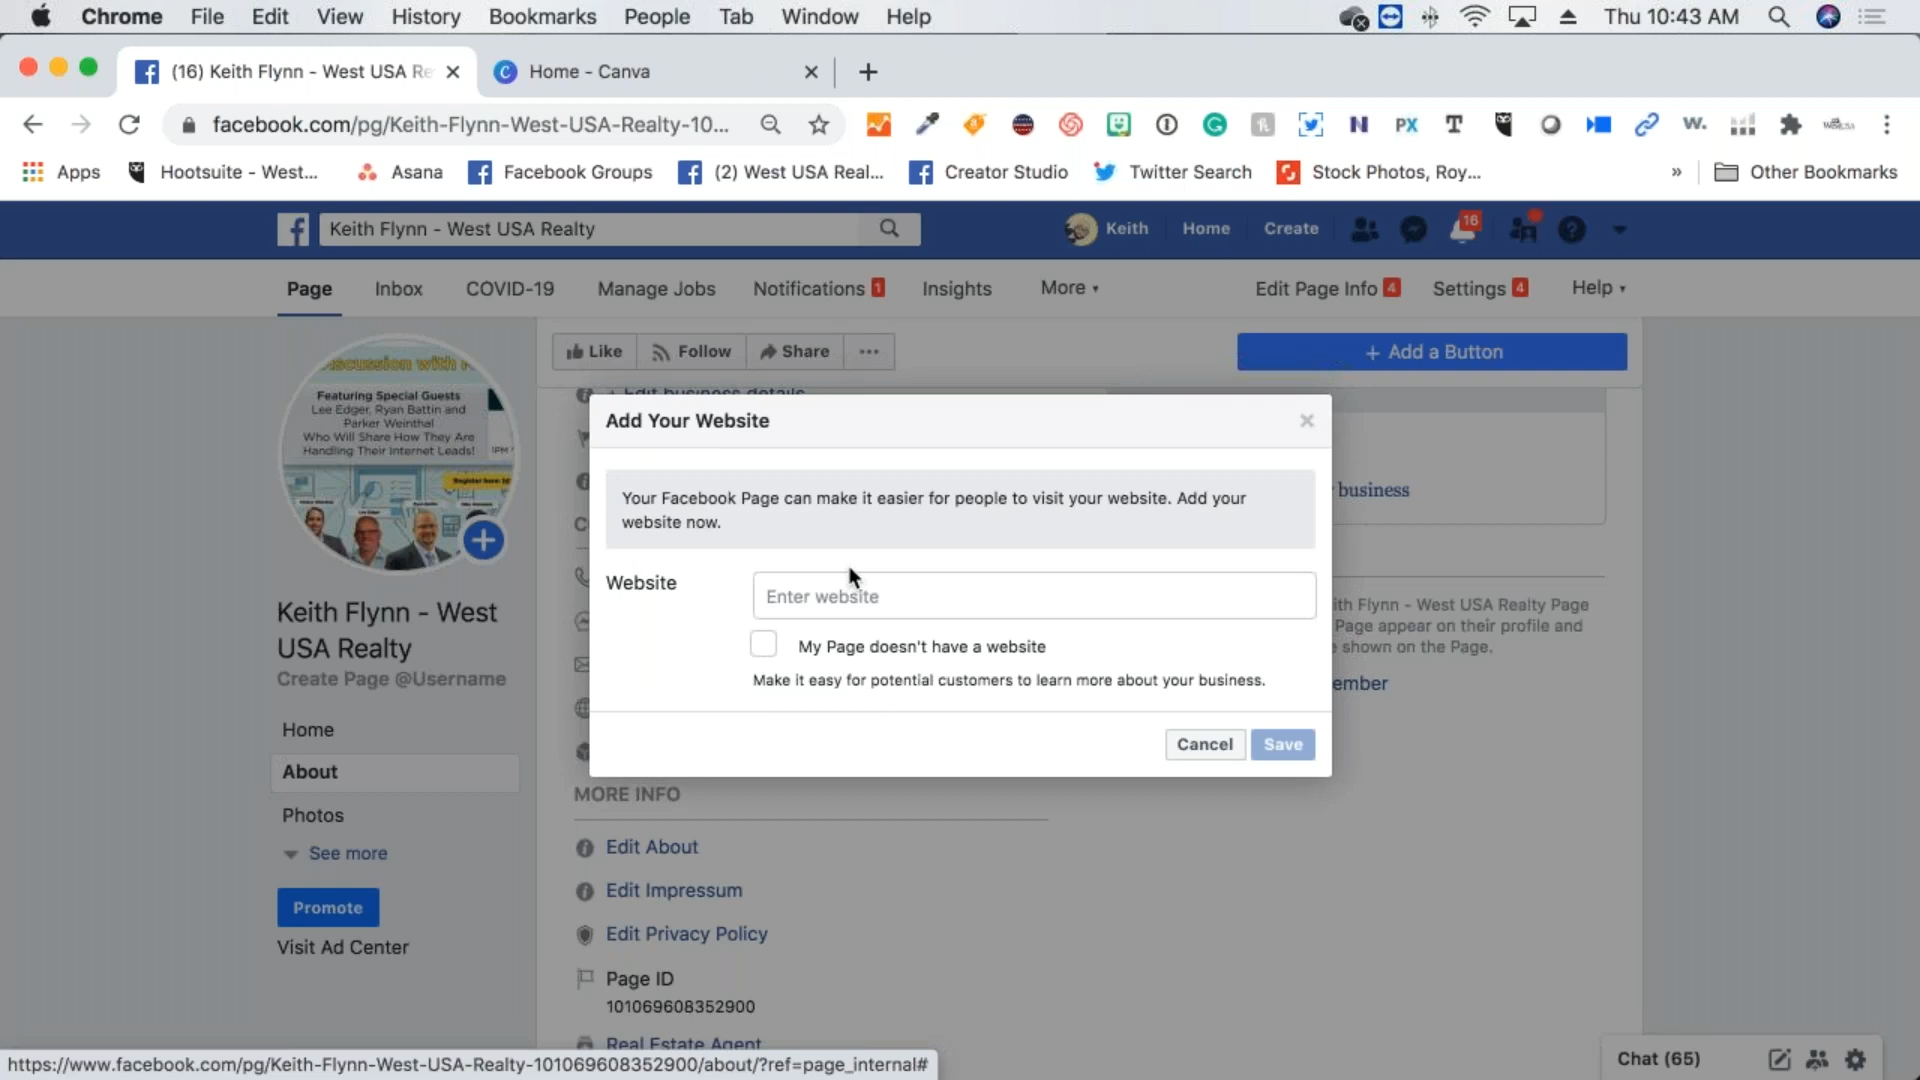 Chrome File Edit View History Bookmarks People Tab Window Help Thu 10:43 AM
(16) Keith Flynn - West USA Re
Home - Canva
facebook.com/pg/Keith-Flynn-West-USA-Realty-10...
Apps Hootsuite - West... Asana Facebook Groups (2) West USA Real... Creator Studio Twitter Search Stock Photos, Roy... » Other Bookmarks
Keith Flynn - West USA Realty
Keith Home Create 16
Page Inbox COVID-19 Manage Jobs Notifications 1 Insights More Edit Page Info 4 Settings 4 Help
Like Follow Share ... + Add a Button
Featuring Special Guests
Lee Edger, Ryan Battin and
Parker Weinthal
Who Will Share How They Are
Handling Their Internet Leads!
Keith Flynn - West
USA Realty
Create Page @Username
Home
About
Photos
See more
Promote
Visit Ad Center
Edit business details
Add Your Website
Your Facebook Page can make it easier for people to visit your website. Add your
website now.
Website
Enter website
My Page doesn't have a website
Make it easy for potential customers to learn more about your business.
Cancel Save
business
ith Flynn - West USA Realty Page
Page appear on their profile and
shown on the Page.
ember
MORE INFO
Edit About
Edit Impressum
Edit Privacy Policy
Page ID
101069608352900
Real Estate Agent
Chat (65)
https://www.facebook.com/pg/Keith-Flynn-West-USA-Realty-101069608352900/about/?ref=page_internal#